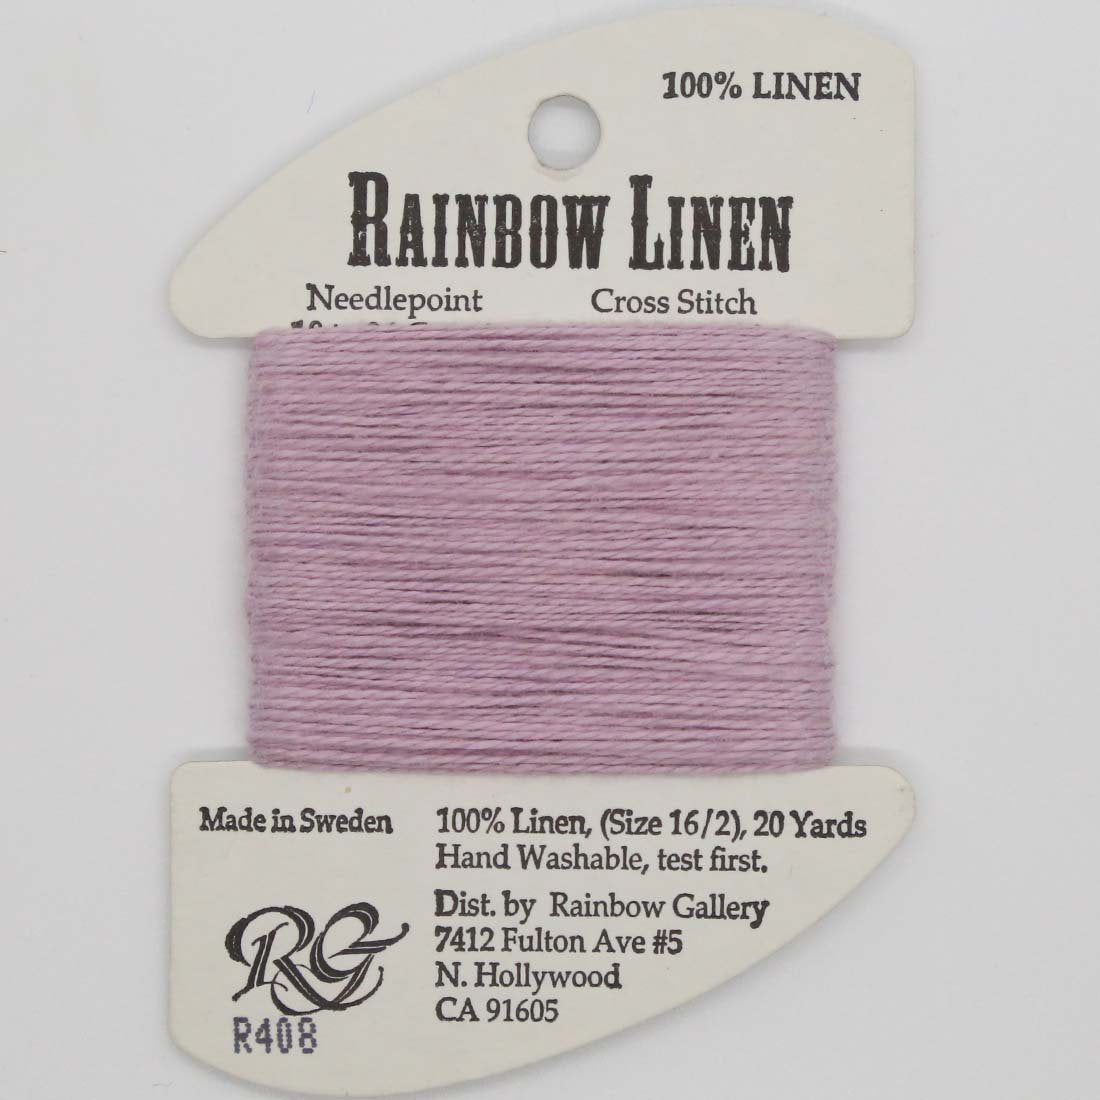 100% LINEN
RAINBOW LINEN
Needlepoint Cross Stitch
Made in Sweden
100% Linen, (Size 16/2), 20 Yards
Hand Washable, test first.
Dist. by Rainbow Gallery
7412 Fulton Ave #5
N. Hollywood
CA 91605
RG
R408